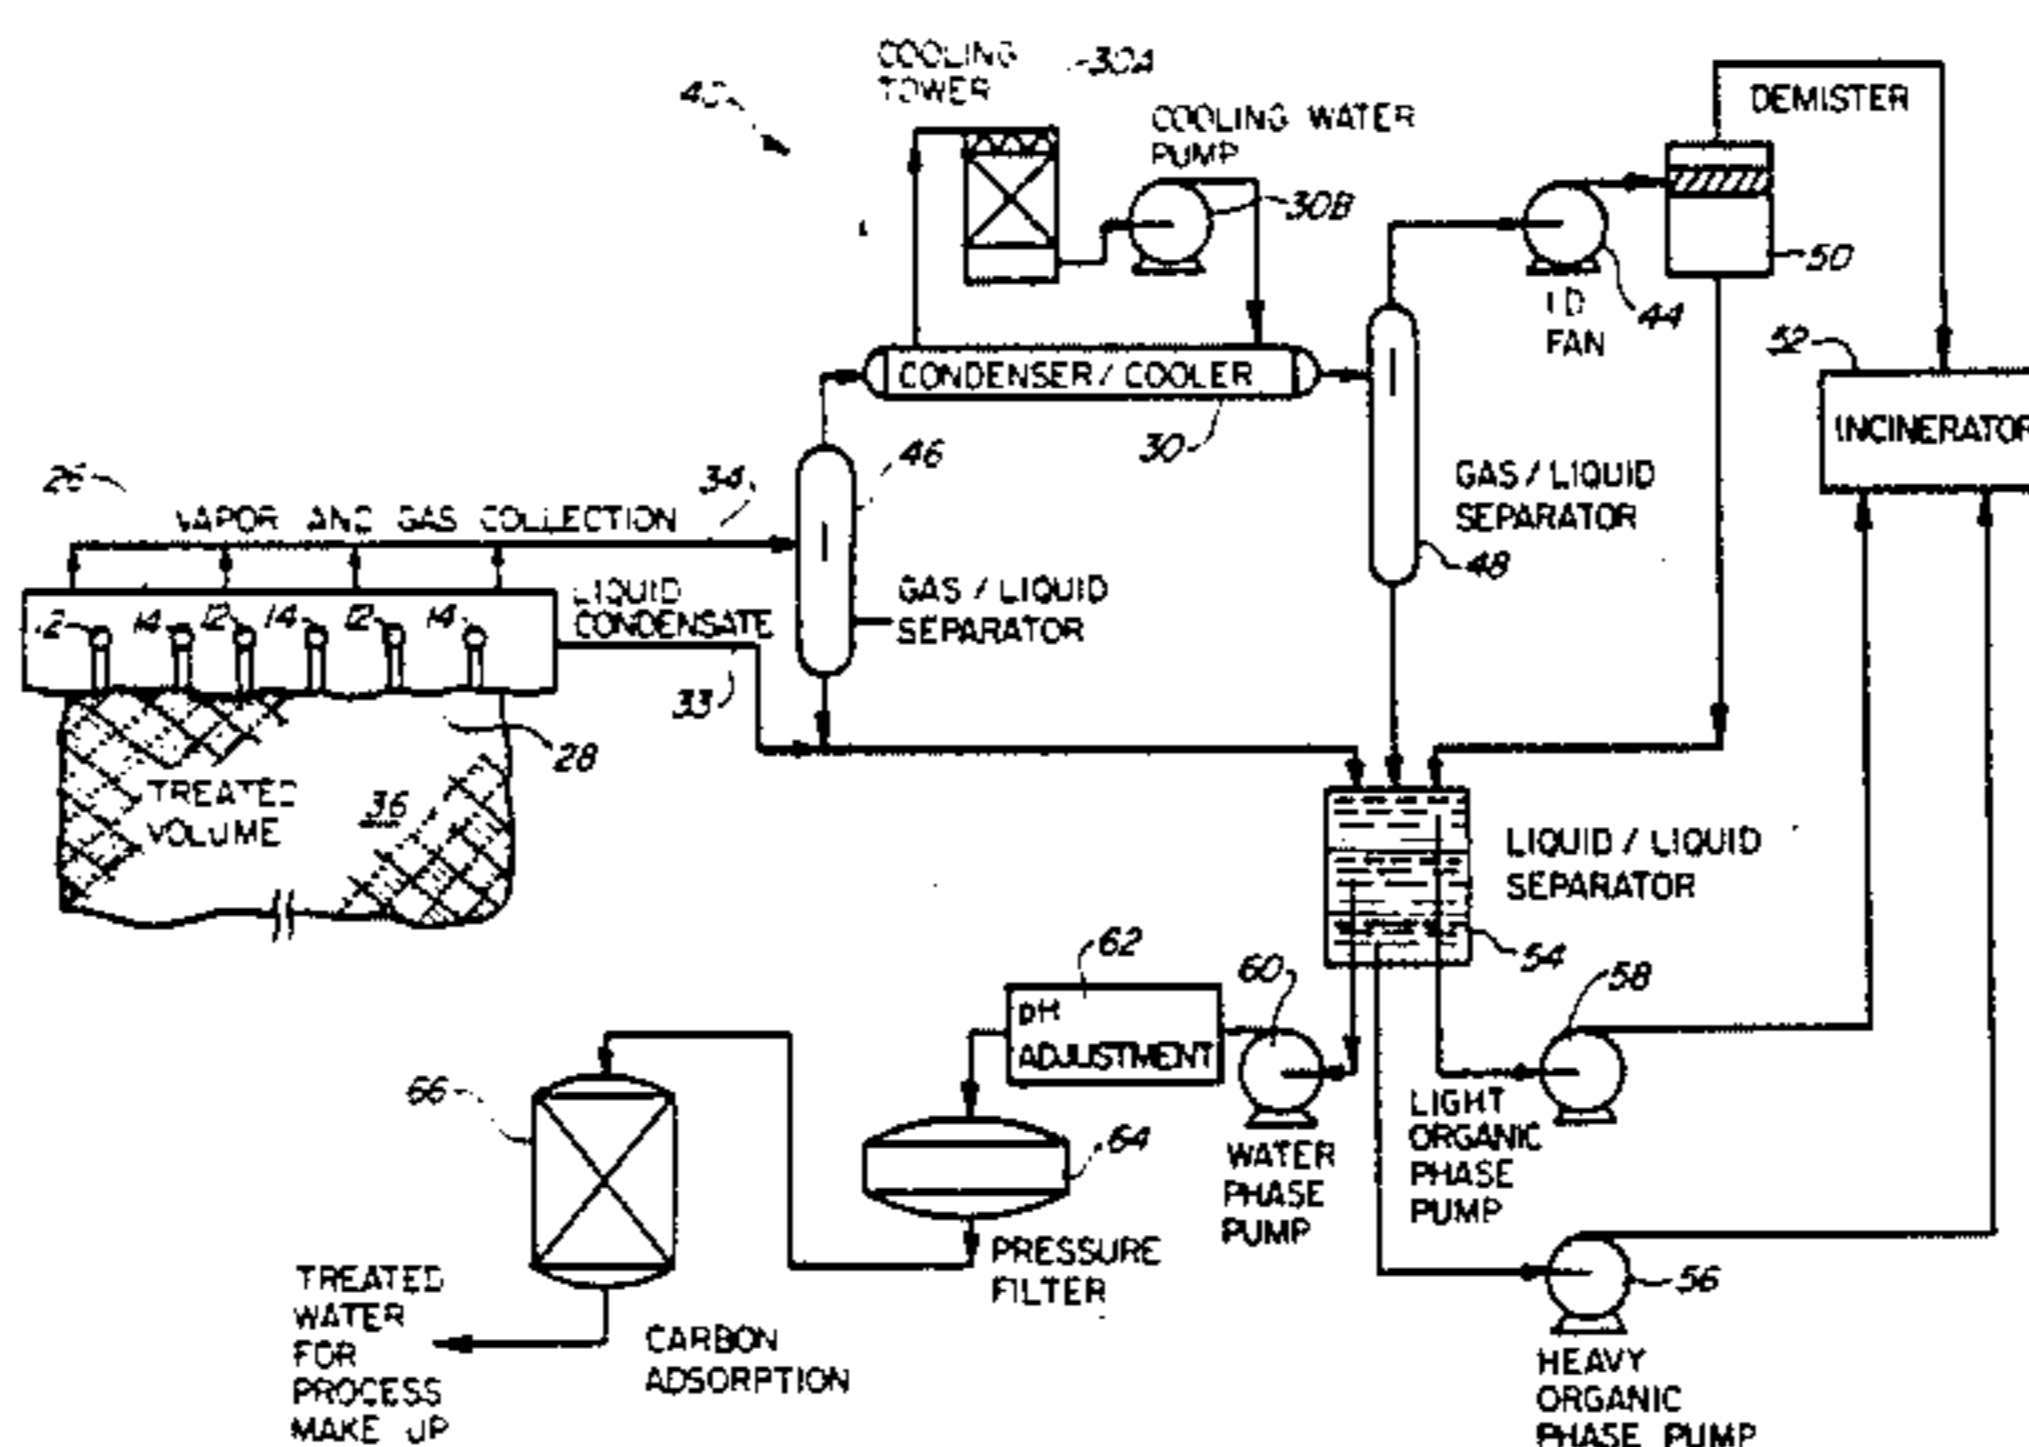 COOLING
TOWER
30A
40
COOLING WATER
PUMP
30B
DEMISTER
50
I D
FAN
44
52
INCINERATOR
CONDENSER / COOLER
30
46
34
26
VAPOR AND GAS COLLECTION
GAS / LIQUID
SEPARATOR
48
LIQUID
CONDENSATE
GAS / LIQUID
SEPARATOR
12 14 12 14 12 14
33
28
TREATED
VOLUME
36
LIQUID / LIQUID
SEPARATOR
54
62
60
58
pH
ADJUSTMENT
66
64
LIGHT
ORGANIC
PHASE
PUMP
WATER
PHASE
PUMP
PRESSURE
FILTER
56
TREATED
WATER
FOR
PROCESS
MAKE UP
CARBON
ADSORPTION
HEAVY
ORGANIC
PHASE PUMP